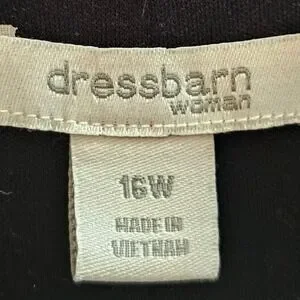 dressbarn
woman
16W
MADE IN
VIETNAM